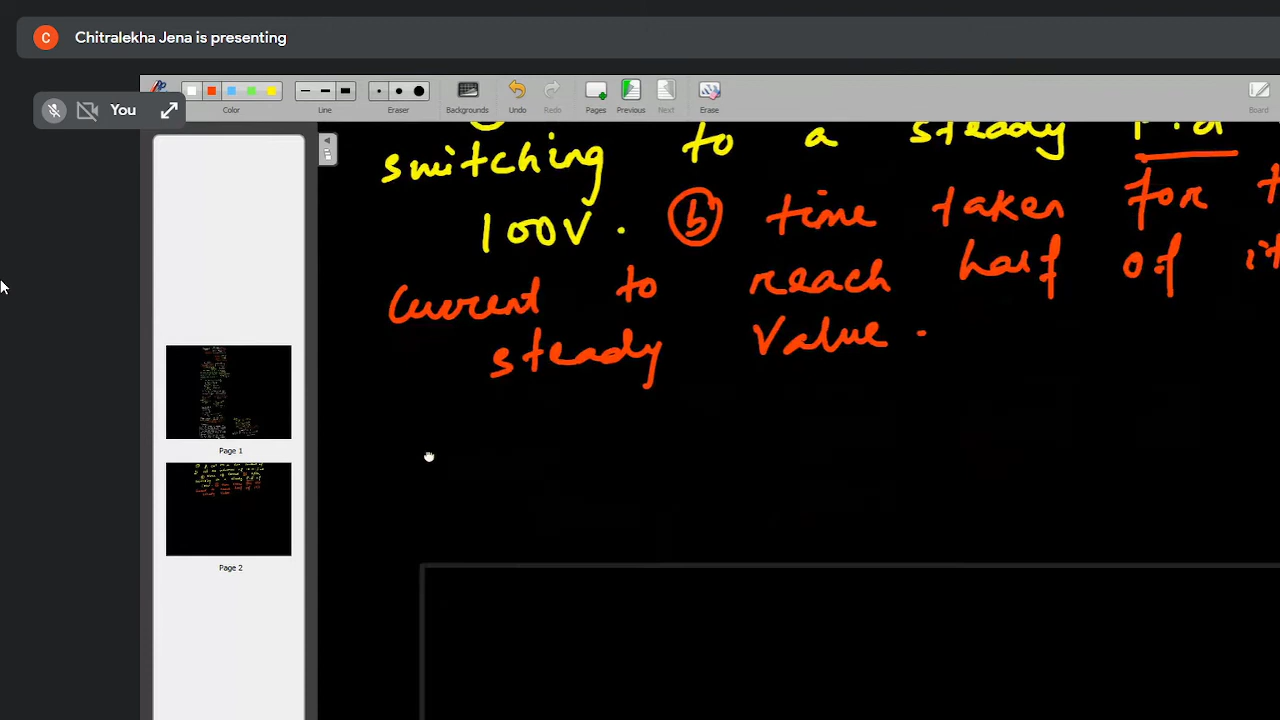 C Chitralekha Jena is presenting
You
Color Line Eraser Backgrounds Undo Redo Pages Previous Next Erase Board
switching to a steady p.d
100V. (b) time taken for
current to reach half of
steady value.
Page 1
Page 2